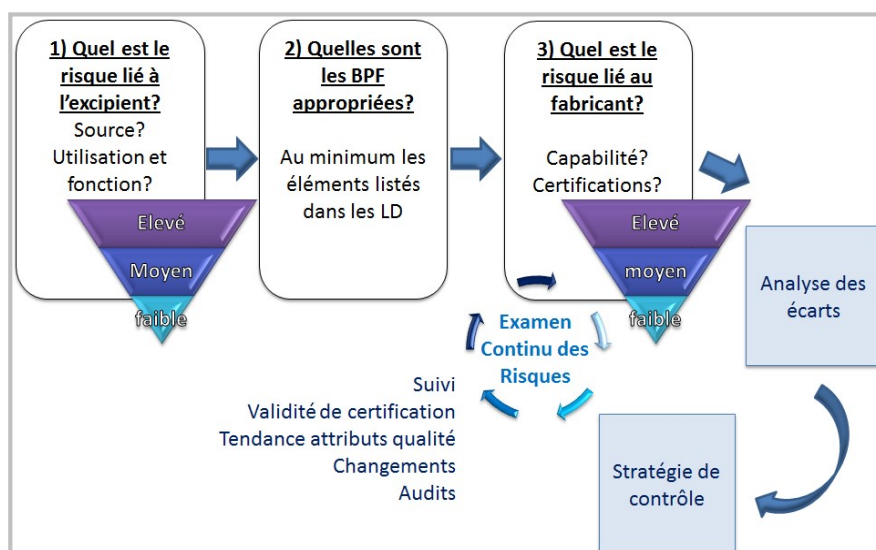 1) Quel est le
risque lié à
l'excipient?
Source?
Utilisation et
fonction?
Elevé
Moyen
faible
2) Quelles sont
les BPF
appropriées?
Au minimum les
éléments listés
dans les LD
3) Quel est le
risque lié au
fabricant?
Capabilité?
Certifications?
Elevé
moyen
faible
Analyse des
écarts
Stratégie de
contrôle
Examen
Continu des
Risques
Suivi
Validité de certification
Tendance attributs qualité
Changements
Audits